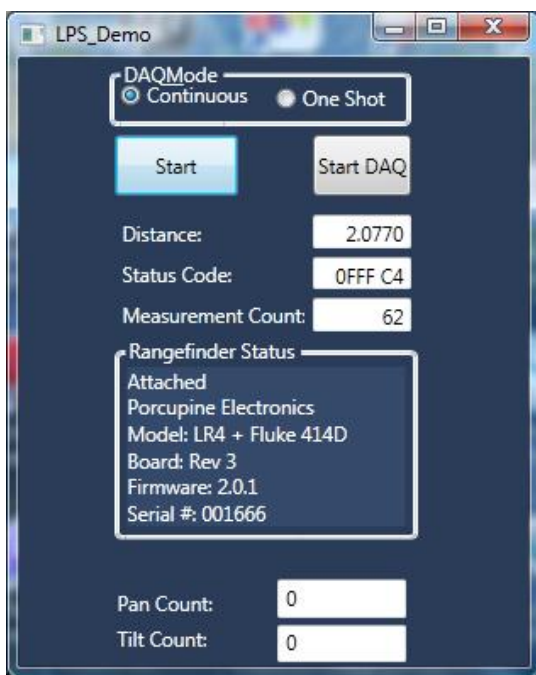 LPS_Demo
DAQMode
Continuous One Shot
Start Start DAQ
Distance: 2.0770
Status Code: 0FFF C4
Measurement Count: 62
Rangefinder Status
Attached
Porcupine Electronics
Model: LR4 + Fluke 414D
Board: Rev 3
Firmware: 2.0.1
Serial #: 001666
Pan Count: 0
Tilt Count: 0